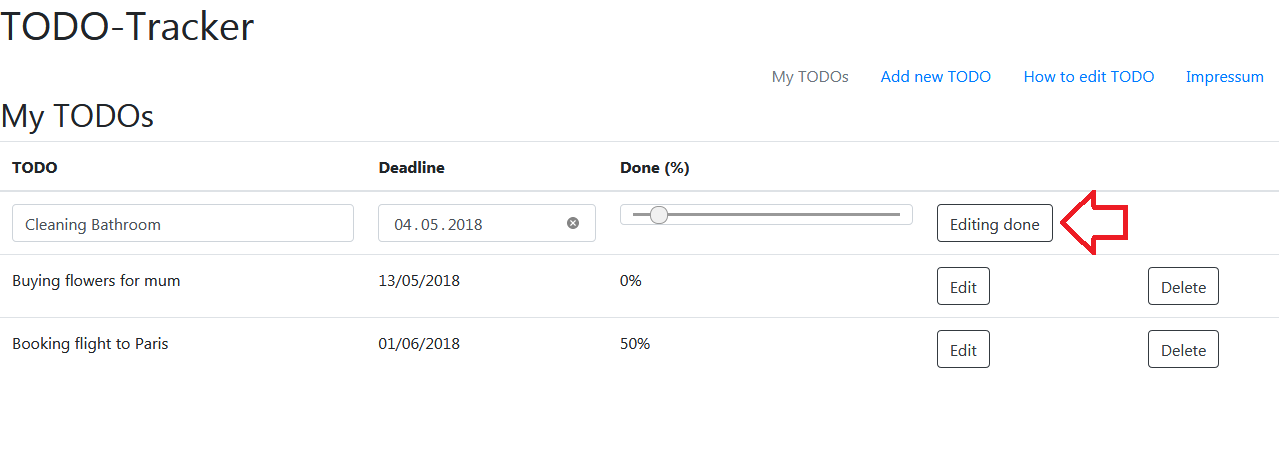 TODO-Tracker
My TODOs Add new TODO How to edit TODO Impressum
My TODOs
TODO Deadline Done (%)
Cleaning Bathroom 04.05.2018 Editing done
Buying flowers for mum 13/05/2018 0% Edit Delete
Booking flight to Paris 01/06/2018 50% Edit Delete